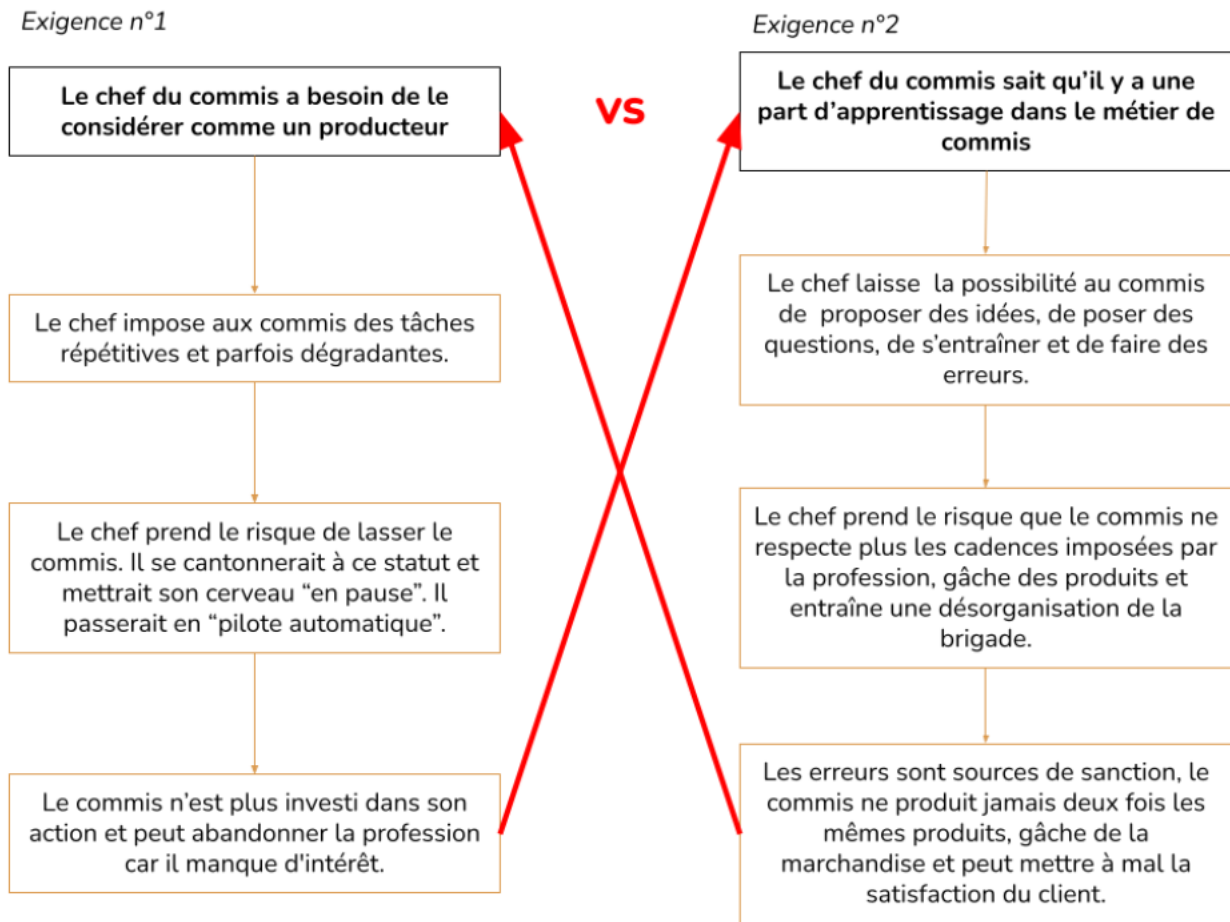 Exigence n°1
Le chef du commis a besoin de le
considérer comme un producteur
Le chef impose aux commis des tâches
répétitives et parfois dégradantes.
Le chef prend le risque de lasser le
commis. Il se cantonnerait à ce statut et
mettrait son cerveau “en pause”. Il
passerait en “pilote automatique”.
Le commis n’est plus investi dans son
action et peut abandonner la profession
car il manque d'intérêt.
vs
Exigence n°2
Le chef du commis sait qu’il y a une
part d’apprentissage dans le métier de
commis
Le chef laisse la possibilité au commis
de proposer des idées, de poser des
questions, de s’entraîner et de faire des
erreurs.
Le chef prend le risque que le commis ne
respecte plus les cadences imposées par
la profession, gâche des produits et
entraîne une désorganisation de la
brigade.
Les erreurs sont sources de sanction, le
commis ne produit jamais deux fois les
mêmes produits, gâche de la
marchandise et peut mettre à mal la
satisfaction du client.